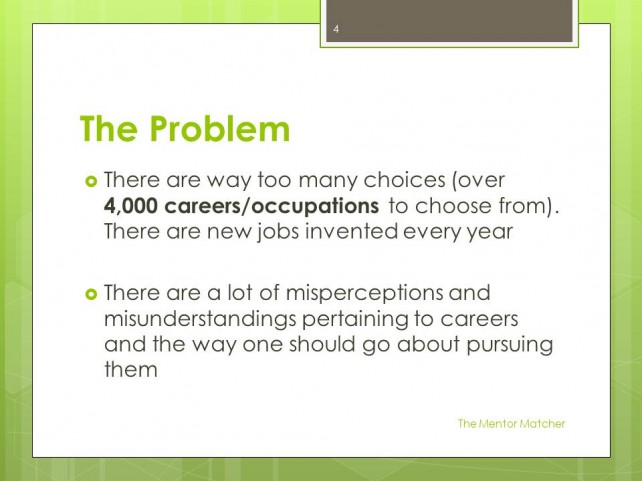 4
The Problem
There are way too many choices (over
4,000 careers/occupations to choose from).
There are new jobs invented every year
There are a lot of misperceptions and
misunderstandings pertaining to careers
and the way one should go about pursuing
them
The Mentor Matcher